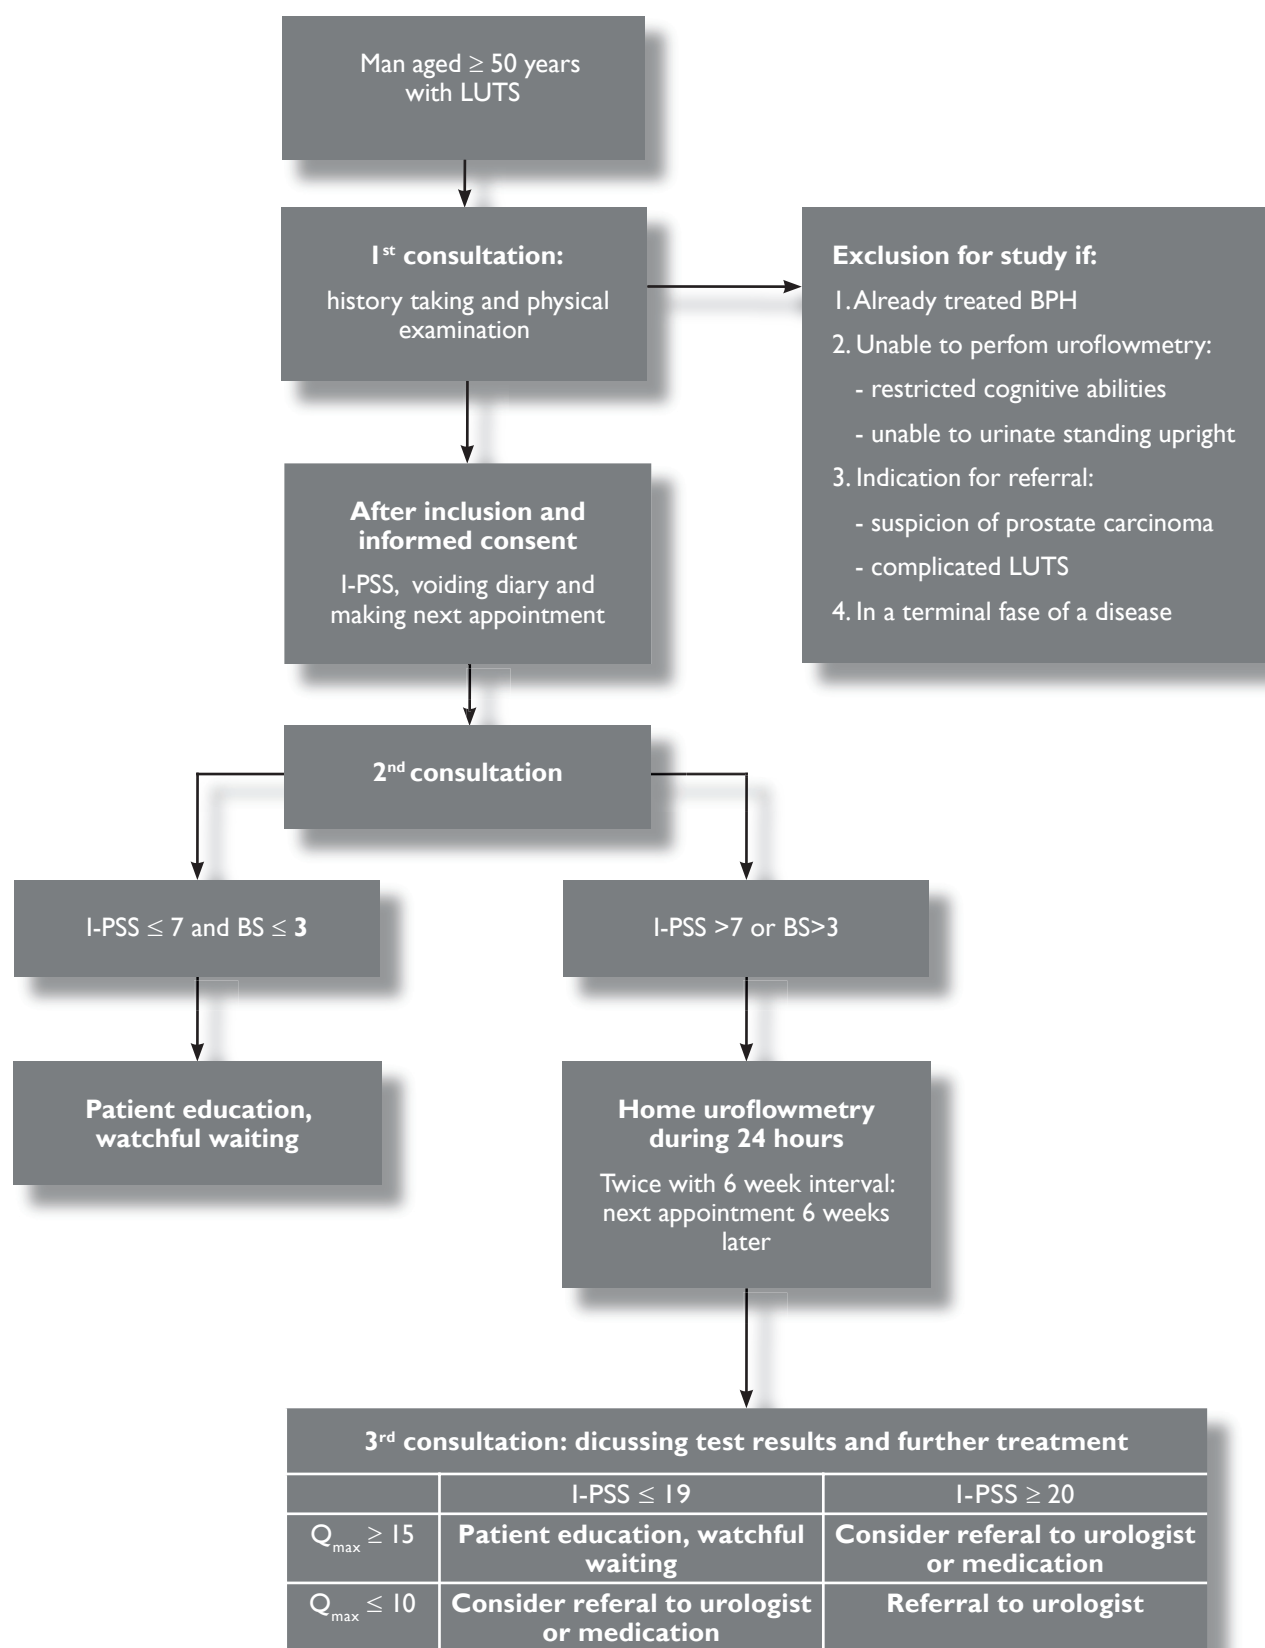 Man aged ≥ 50 years
with LUTS
1st consultation:
history taking and physical
examination
Exclusion for study if:
1. Already treated BPH
2. Unable to perfom uroflowmetry:
- restricted cognitive abilities
- unable to urinate standing upright
3. Indication for referral:
- suspicion of prostate carcinoma
- complicated LUTS
4. In a terminal fase of a disease
After inclusion and
informed consent
I-PSS, voiding diary and
making next appointment
2nd consultation
I-PSS ≤ 7 and BS ≤ 3
I-PSS >7 or BS>3
Patient education,
watchful waiting
Home uroflowmetry
during 24 hours
Twice with 6 week interval:
next appointment 6 weeks
later
3rd consultation: dicussing test results and further treatment
I-PSS ≤ 19
I-PSS ≥ 20
Qmax ≥ 15
Patient education, watchful
waiting
Consider referal to urologist
or medication
Qmax ≤ 10
Consider referal to urologist
or medication
Referral to urologist